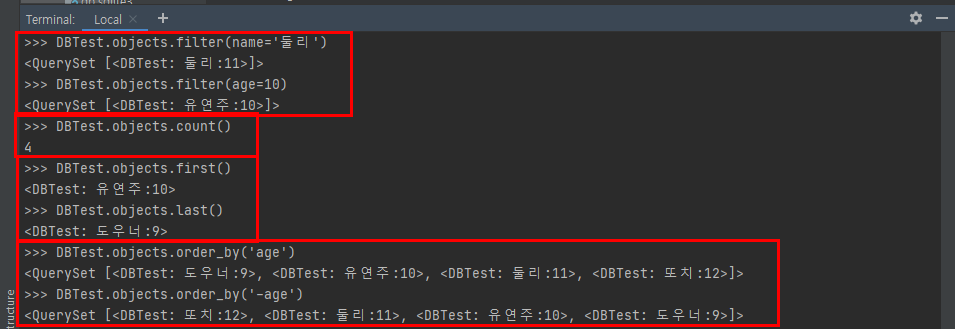 Terminal: Local × +
>>> DBTest.objects.filter(name='둘리')
<QuerySet [<DBTest: 둘리:11>]>
>>> DBTest.objects.filter(age=10)
<QuerySet [<DBTest: 유연주:10>]>
>>> DBTest.objects.count()
4
>>> DBTest.objects.first()
<DBTest: 유연주:10>
>>> DBTest.objects.last()
<DBTest: 도우너:9>
>>> DBTest.objects.order_by('age')
<QuerySet [<DBTest: 도우너:9>, <DBTest: 유연주:10>, <DBTest: 둘리:11>, <DBTest: 또치:12>]>
>>> DBTest.objects.order_by('-age')
<QuerySet [<DBTest: 또치:12>, <DBTest: 둘리:11>, <DBTest: 유연주:10>, <DBTest: 도우너:9>]>
ructure